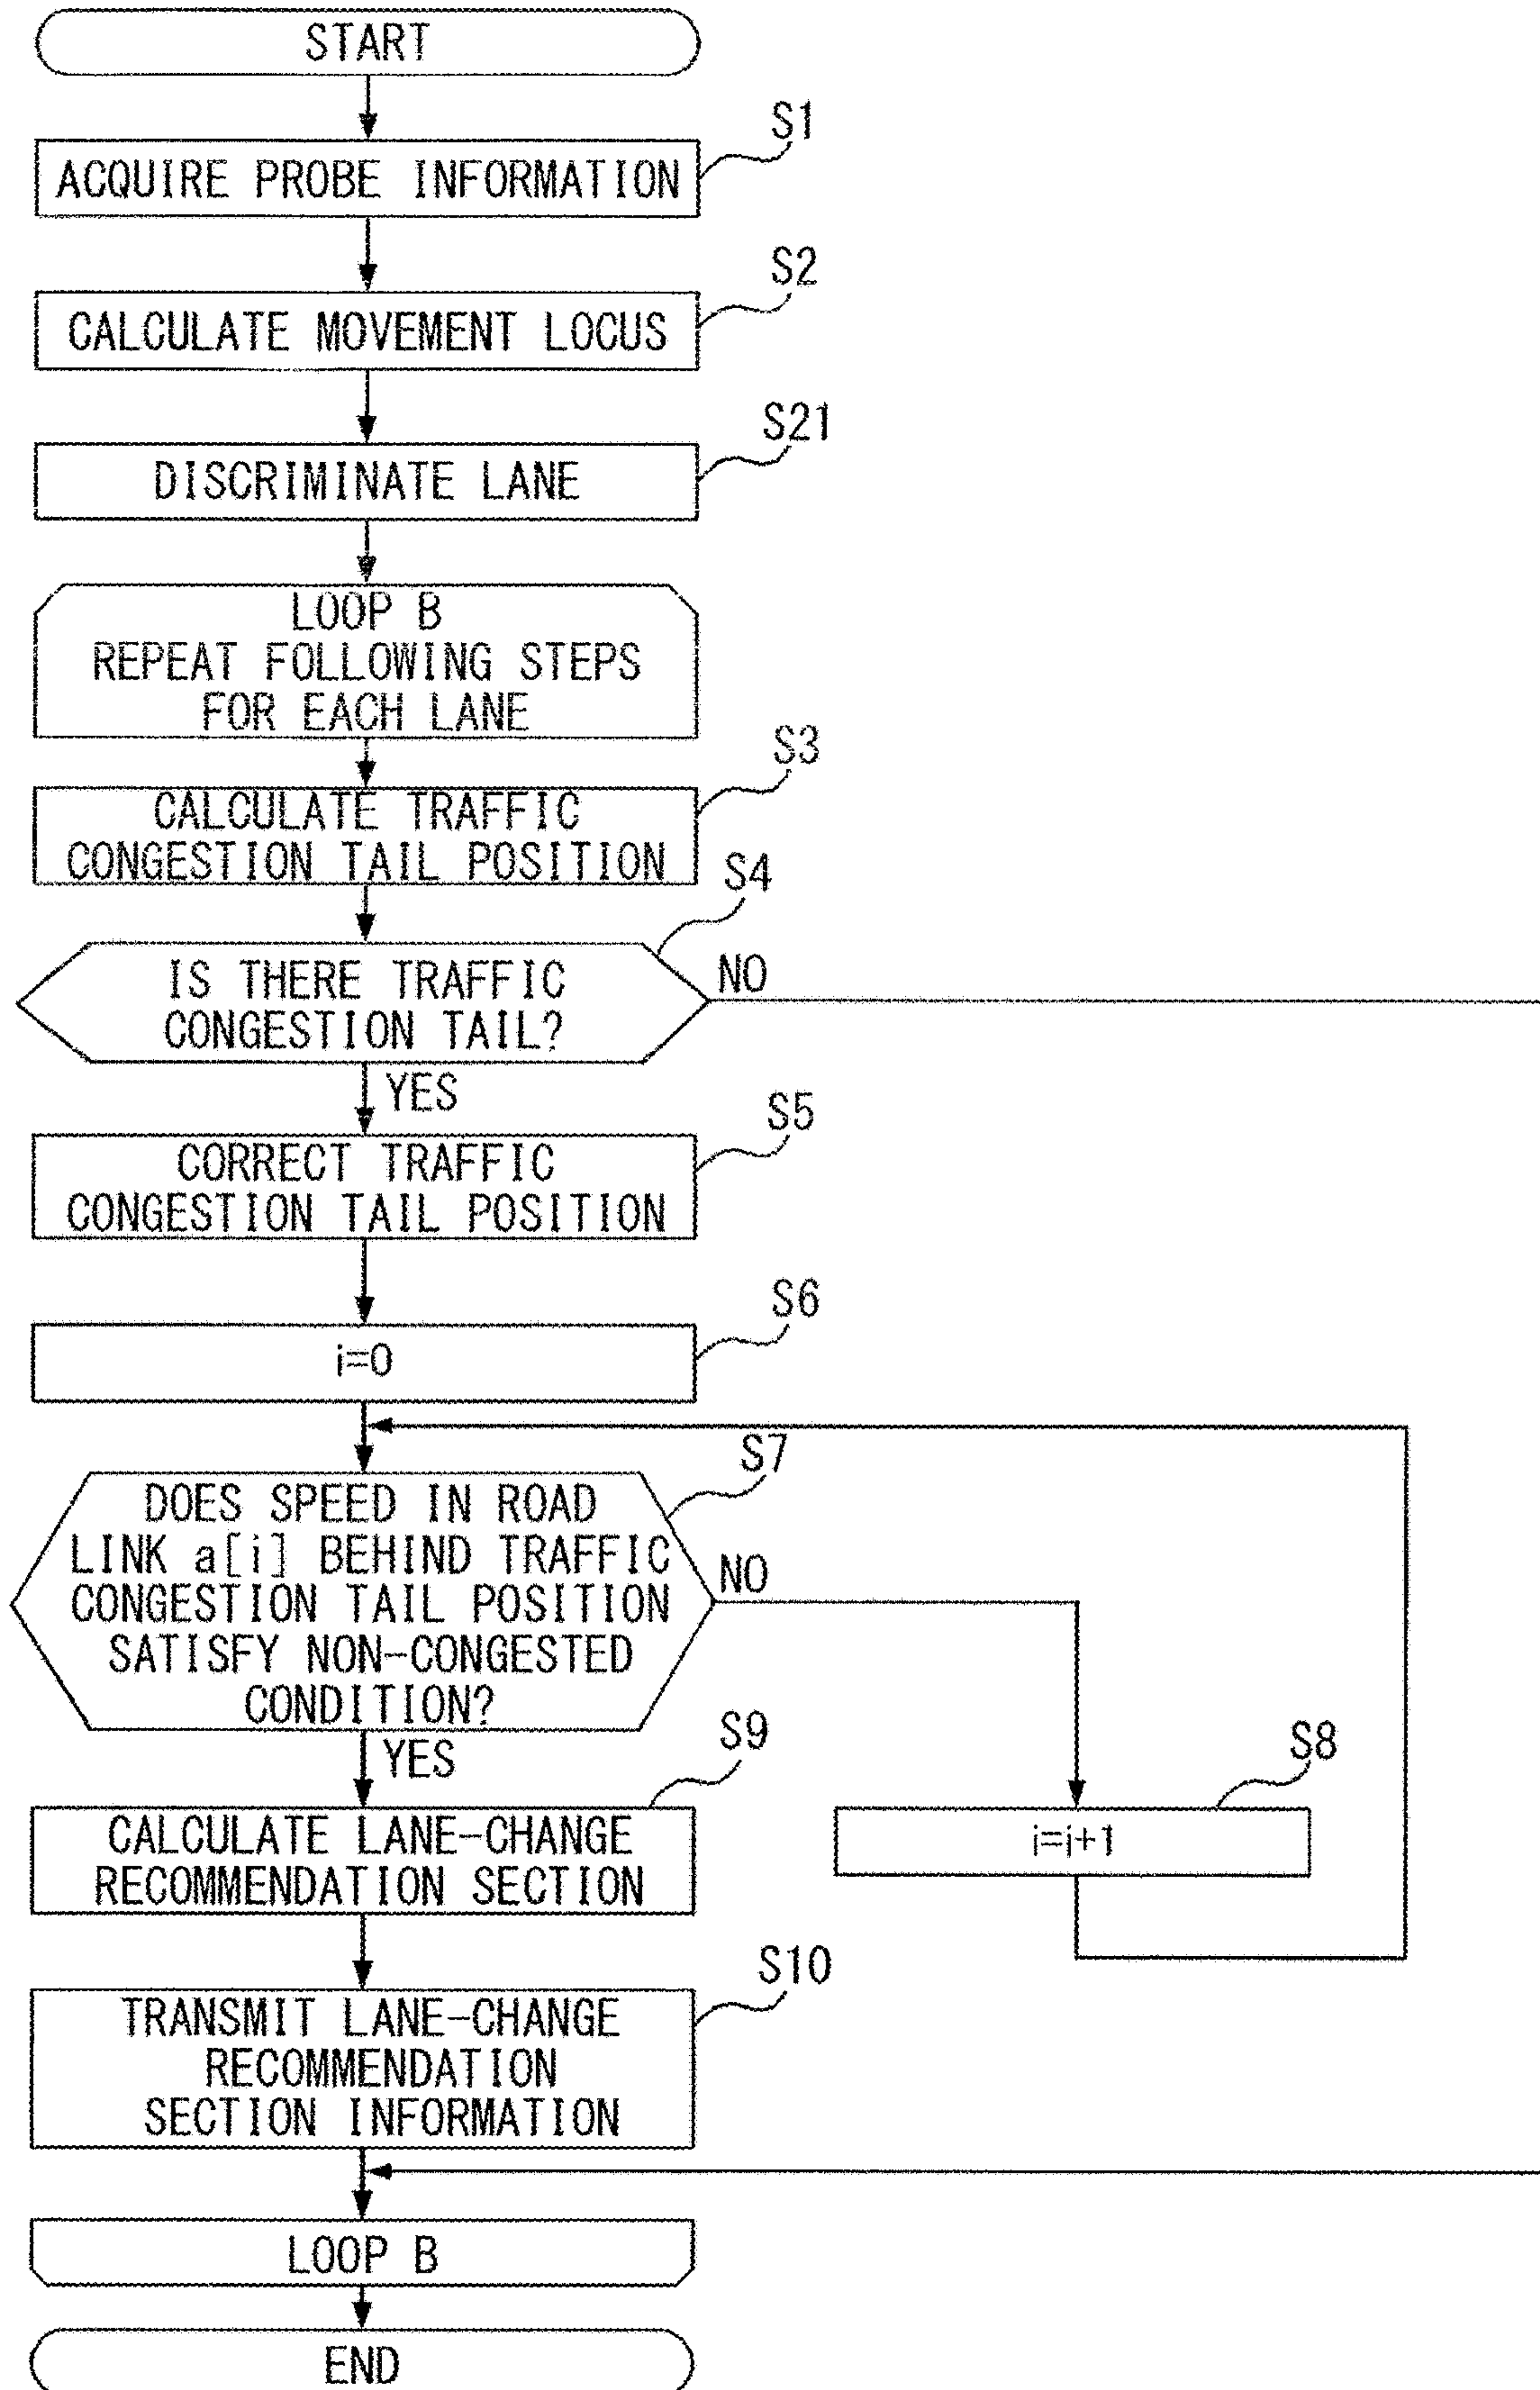 START
S1
ACQUIRE PROBE INFORMATION
S2
CALCULATE MOVEMENT LOCUS
S21
DISCRIMINATE LANE
LOOP B
REPEAT FOLLOWING STEPS
FOR EACH LANE
S3
CALCULATE TRAFFIC
CONGESTION TAIL POSITION
S4
IS THERE TRAFFIC
CONGESTION TAIL?
NO
YES
S5
CORRECT TRAFFIC
CONGESTION TAIL POSITION
S6
i=0
S7
DOES SPEED IN ROAD
LINK a[i] BEHIND TRAFFIC
CONGESTION TAIL POSITION
SATISFY NON-CONGESTED
CONDITION?
NO
YES
S9
CALCULATE LANE-CHANGE
RECOMMENDATION SECTION
S8
i=i+1
S10
TRANSMIT LANE-CHANGE
RECOMMENDATION
SECTION INFORMATION
LOOP B
END